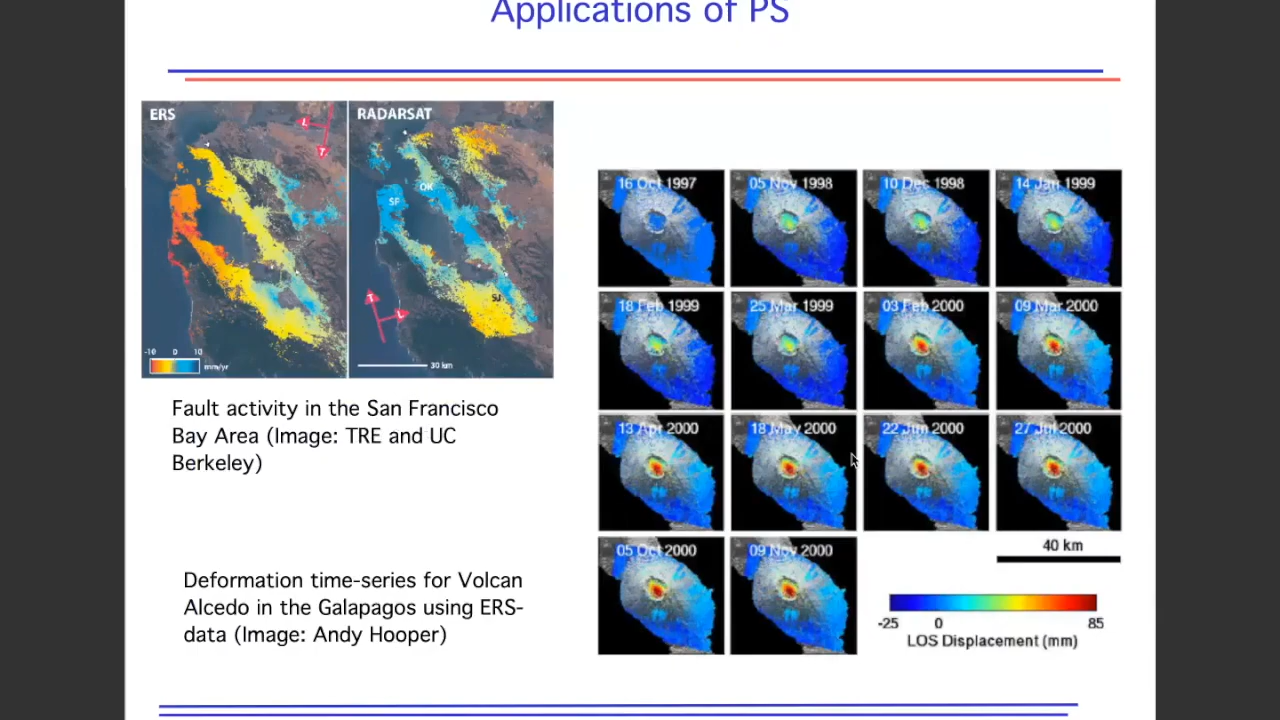 Applications of PS
ERS
RADARSAT
L
T
OK
SF
SJ
T
L
-10 0 10
mm/yr
30 km
Fault activity in the San Francisco
Bay Area (Image: TRE and UC
Berkeley)
16 Oct 1997
05 Nov 1998
10 Dec 1998
14 Jan 1999
18 Feb 1999
25 Mar 1999
03 Feb 2000
09 Mar 2000
13 Apr 2000
18 May 2000
22 Jun 2000
27 Jul 2000
05 Oct 2000
09 Nov 2000
40 km
-25 0 85
LOS Displacement (mm)
Deformation time-series for Volcan
Alcedo in the Galapagos using ERS-
data (Image: Andy Hooper)